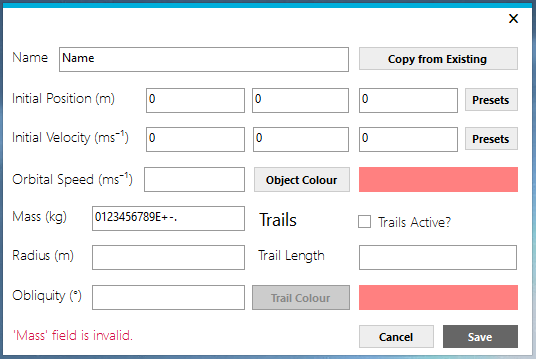 X
Name Name Copy from Existing
Initial Position (m) 0 0 0 Presets
Initial Velocity (ms⁻¹) 0 0 0 Presets
Orbital Speed (ms⁻¹) Object Colour
Mass (kg) 0123456789E+-. Trails Trails Active?
Radius (m) Trail Length
Obliquity (°) Trail Colour
'Mass' field is invalid. Cancel Save